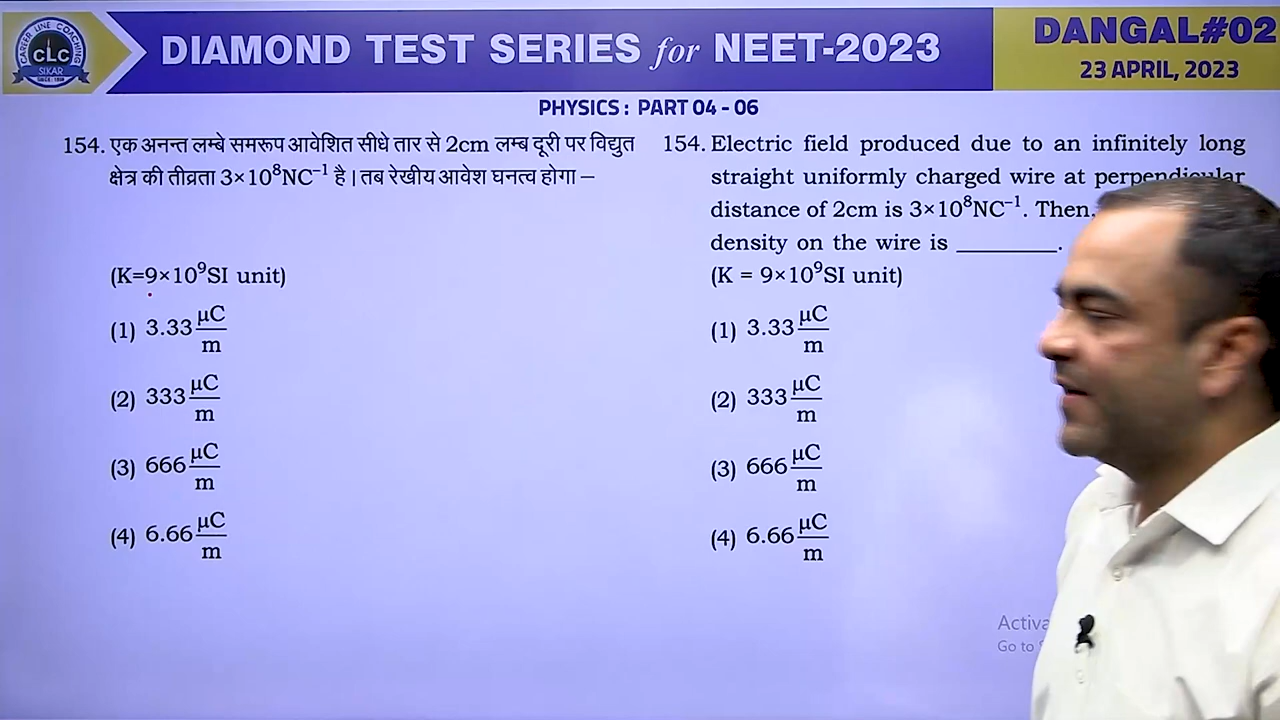 CAREER LINE COACHING
CLC
SIKAR
DIAMOND TEST SERIES for NEET-2023
DANGAL#02
23 APRIL, 2023
PHYSICS : PART 04 - 06
154. एक अनन्त लम्बे समरूप आवेशित सीधे तार से 2cm लम्ब दूरी पर विद्युत
क्षेत्र की तीव्रता 3×10⁸NC⁻¹ है। तब रेखीय आवेश घनत्व होगा –
(K=9×10⁹SI unit)
(1) 3.33 μC/m
(2) 333 μC/m
(3) 666 μC/m
(4) 6.66 μC/m
154. Electric field produced due to an infinitely long
straight uniformly charged wire at perpendicular
distance of 2cm is 3×10⁸NC⁻¹. Then,
density on the wire is ________.
(K = 9×10⁹SI unit)
(1) 3.33 μC/m
(2) 333 μC/m
(3) 666 μC/m
(4) 6.66 μC/m
Go to